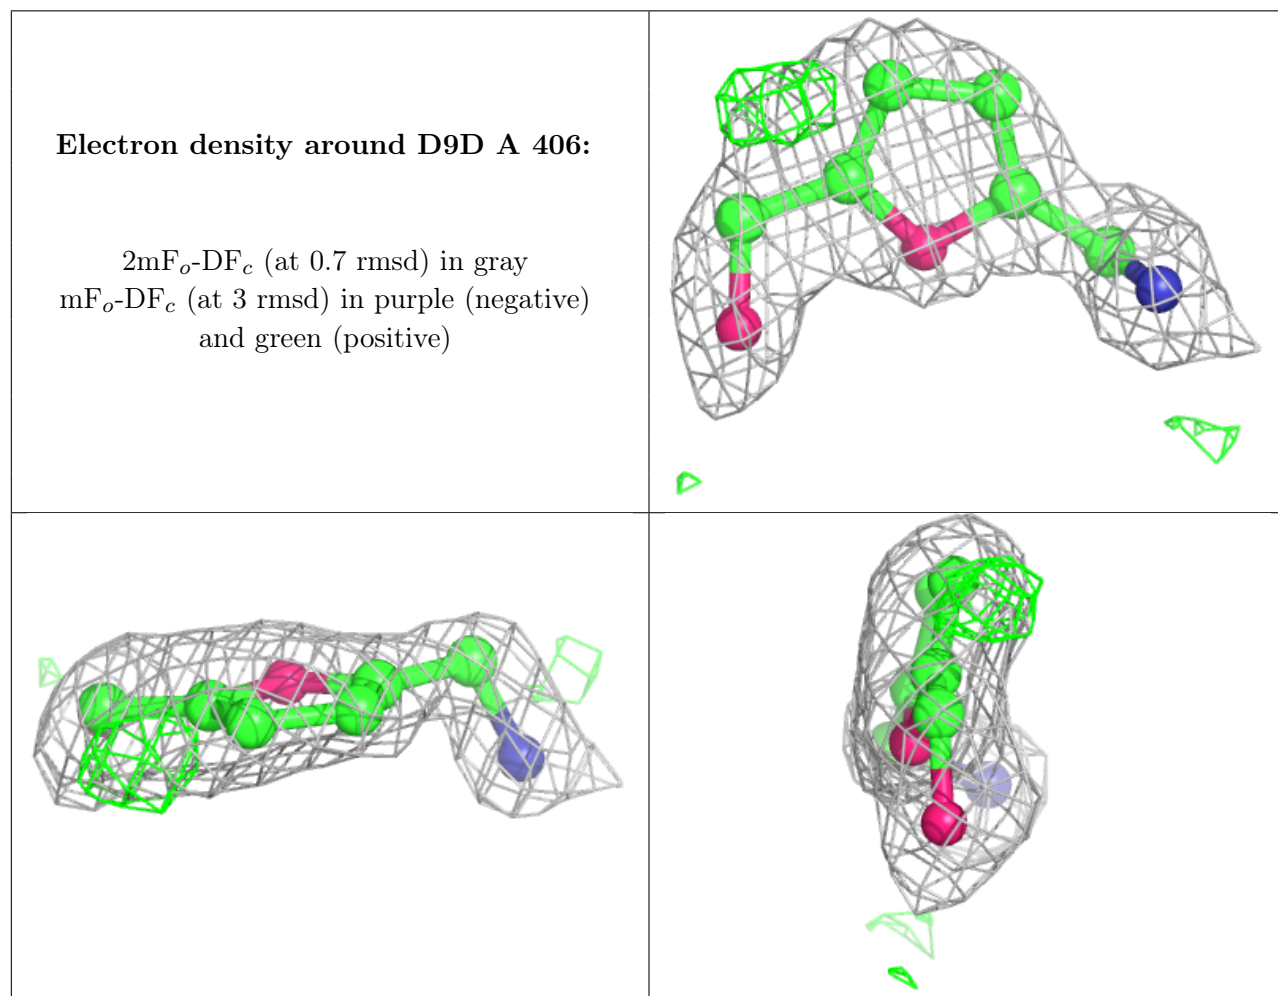 Electron density around D9D A 406:
2mFo-DFc (at 0.7 rmsd) in gray
mFo-DFc (at 3 rmsd) in purple (negative)
and green (positive)